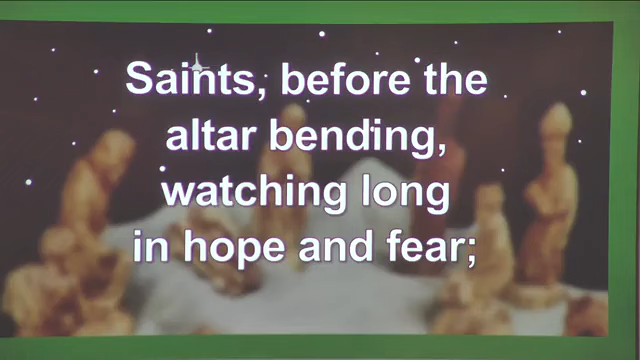 Saints, before the
altar bending,
watching long
in hope and fear;